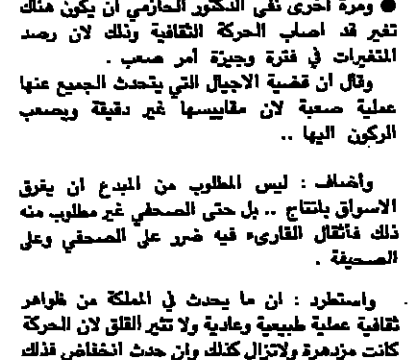 ● ومرة اخرى نفى الدكتور الحازمي ان يكون هناك
تغير قد اصاب الحركة الثقافية وذلك لان رصد
المتغيرات في فترة وجيزة امر صعب .
وقال ان قضية الاجيال التي يتحدث الجميع عنها
عملية صعبة لان مقاييسها غير دقيقة ويصعب
الركون اليها ..
وأضاف : ليس المطلوب من المبدع ان يغرق
الاسواق بانتاج .. بل حتى الصحفي غير مطلوب منه
ذلك فأثقال القارىء فيه ضرر على الصحفي وعلى
الصحيفة .
واستطرد : ان ما يحدث في المملكة من ظواهر
ثقافية عملية طبيعية وعادية ولا تثير القلق لان الحركة
كانت مزدهرة ولاتزال كذلك وان حدث انخفاض فذلك